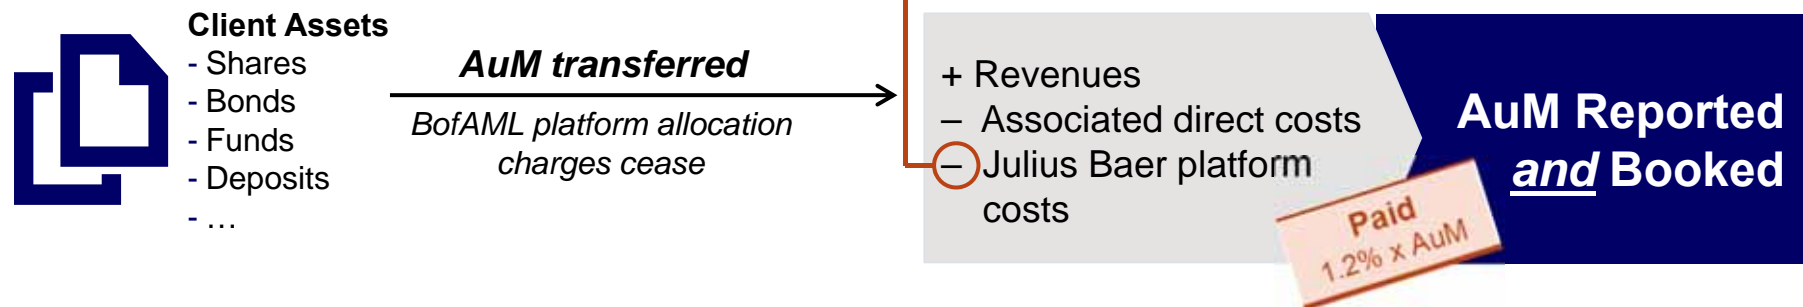 Client Assets
- Shares
- Bonds
- Funds
- Deposits
- …
AuM transferred
BofAML platform allocation
charges cease
+ Revenues
– Associated direct costs
– Julius Baer platform
costs
Paid
1.2% x AuM
AuM Reported
and Booked